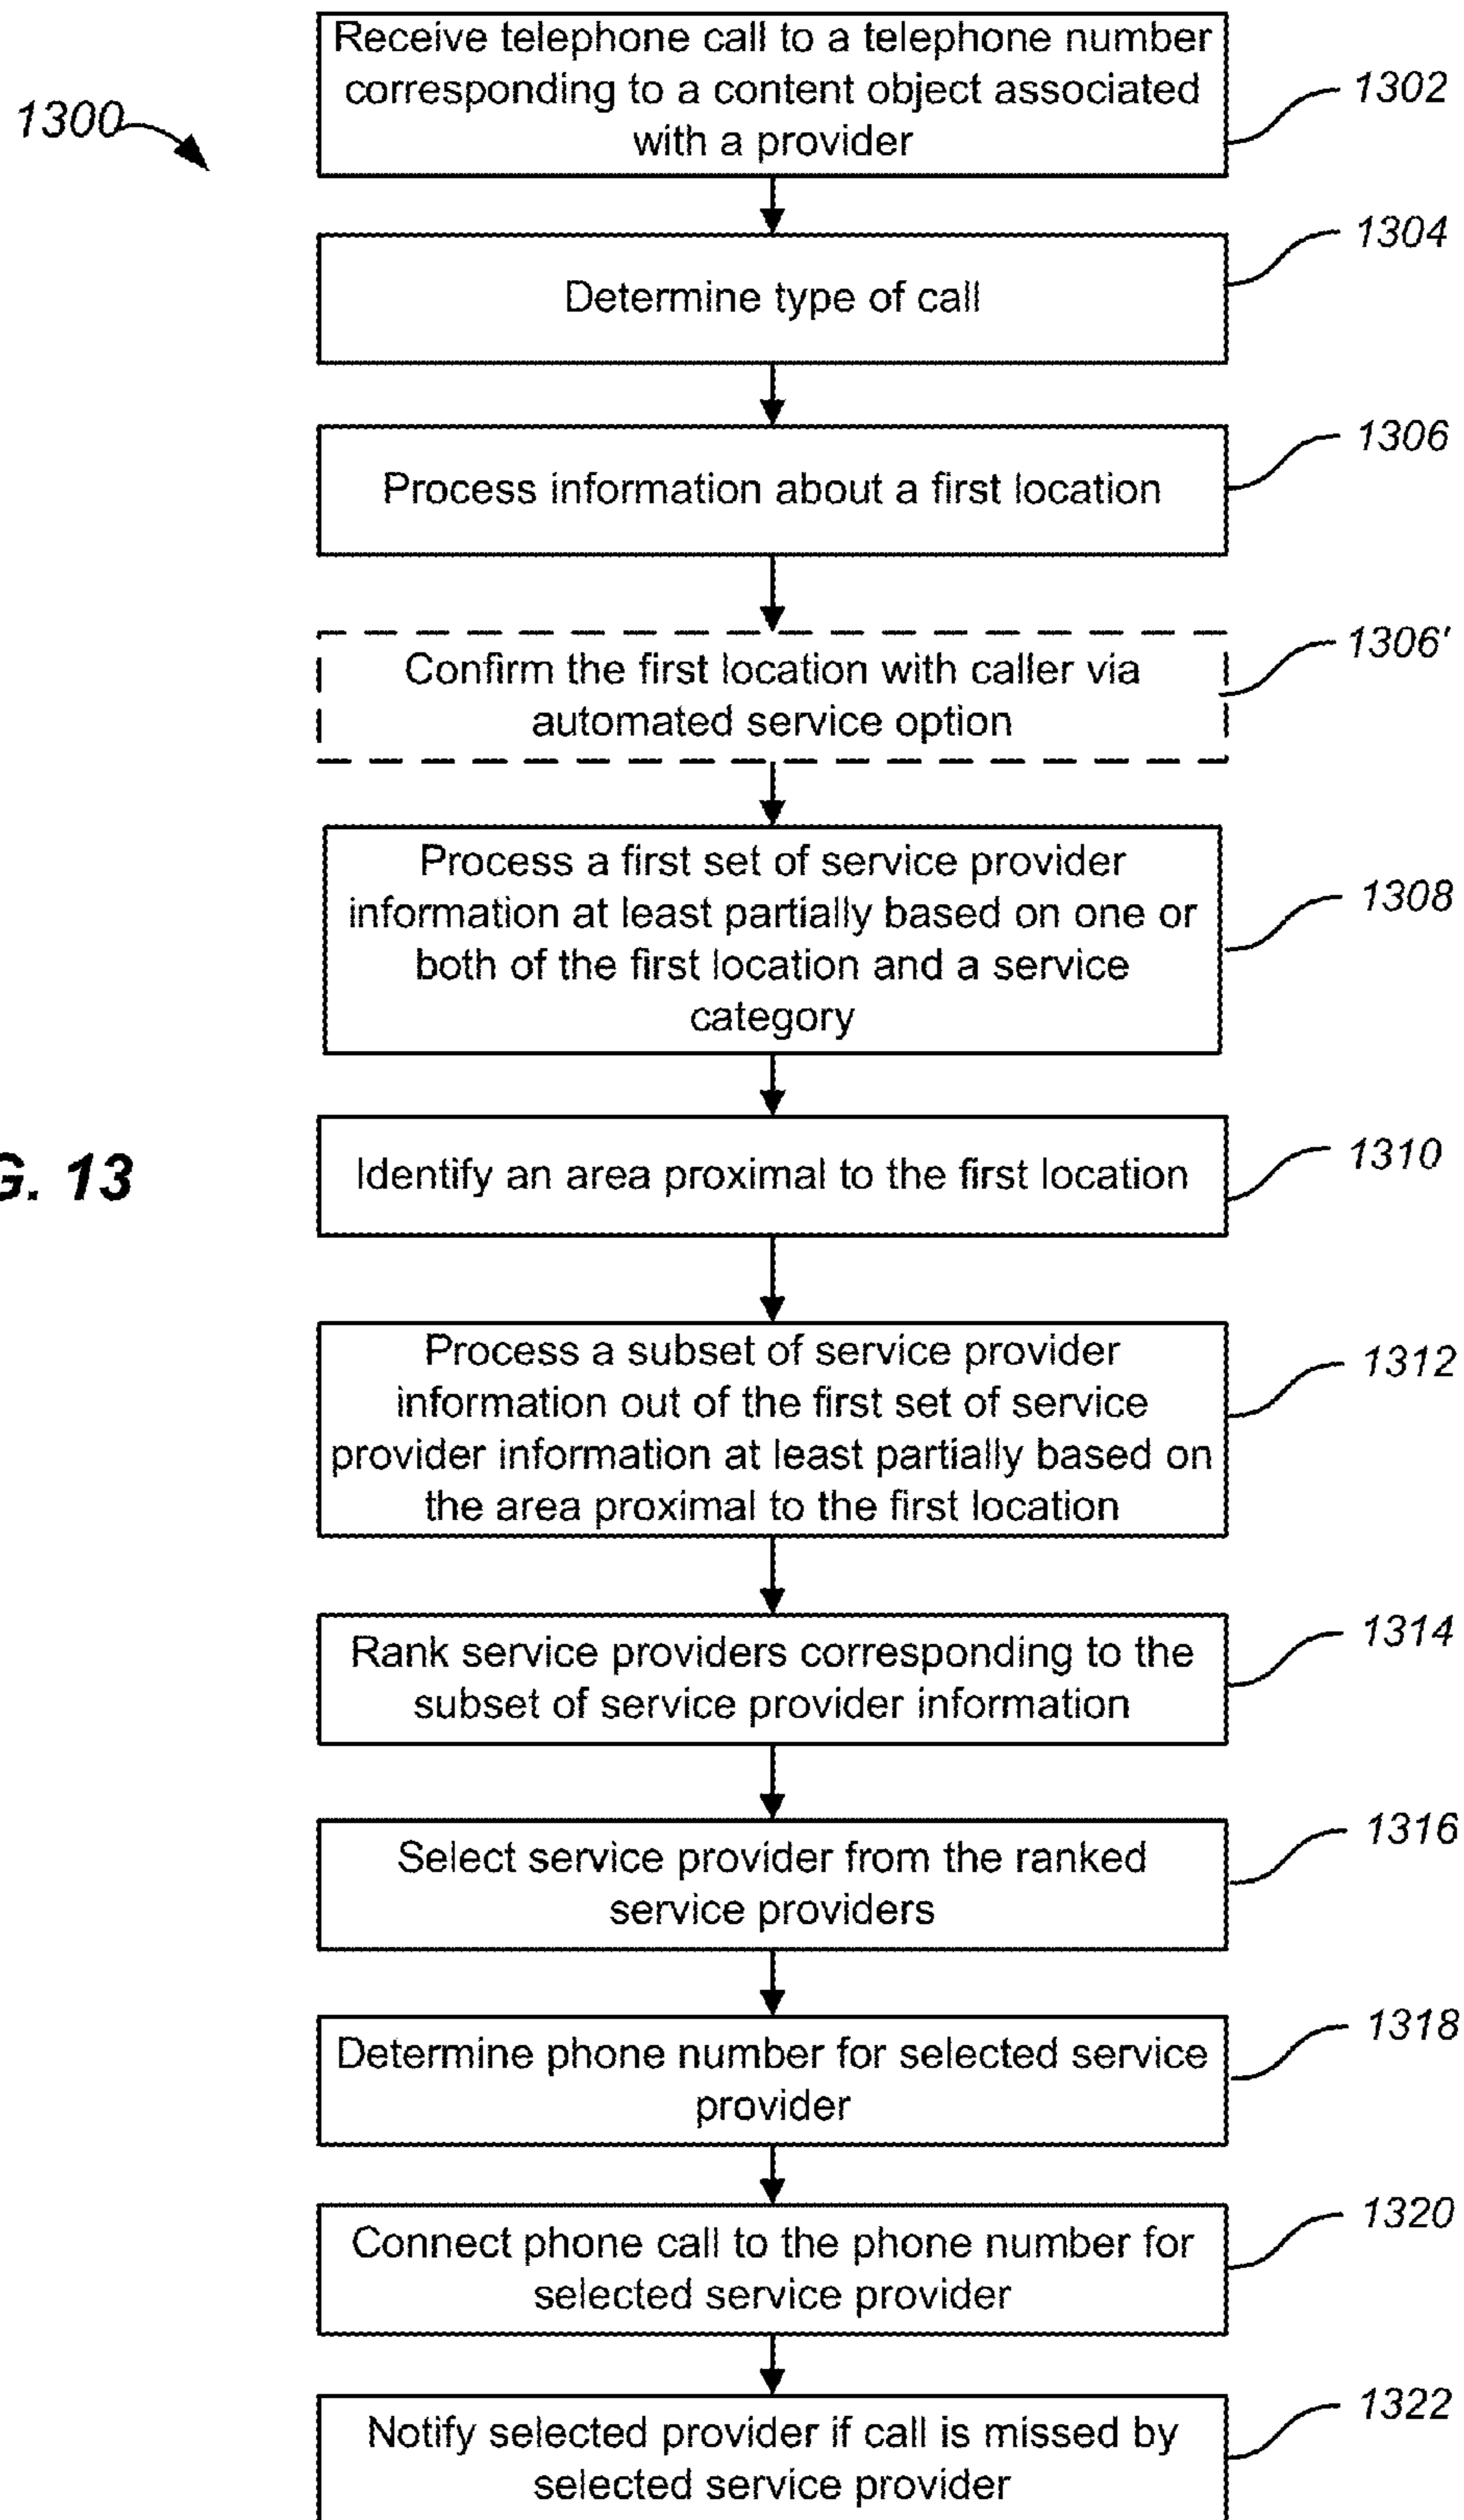 1300
Receive telephone call to a telephone number
corresponding to a content object associated
with a provider
1302
Determine type of call
1304
Process information about a first location
1306
Confirm the first location with caller via
automated service option
1306'
Process a first set of service provider
information at least partially based on one or
both of the first location and a service
category
1308
G. 13
Identify an area proximal to the first location
1310
Process a subset of service provider
information out of the first set of service
provider information at least partially based on
the area proximal to the first location
1312
Rank service providers corresponding to the
subset of service provider information
1314
Select service provider from the ranked
service providers
1316
Determine phone number for selected service
provider
1318
Connect phone call to the phone number for
selected service provider
1320
Notify selected provider if call is missed by
selected service provider
1322